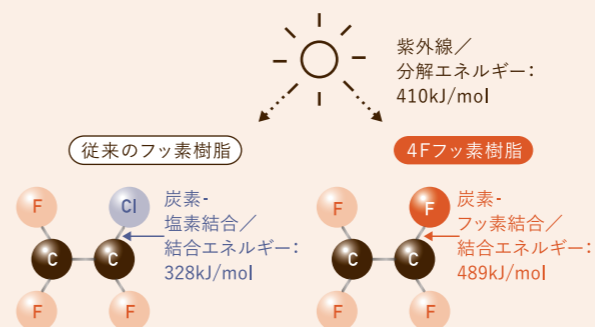 紫外線／
分解エネルギー：
410kJ/mol
従来のフッ素樹脂
4Fフッ素樹脂
F
Cl
C
C
F
F
炭素-
塩素結合／
結合エネルギー：
328kJ/mol
F
F
C
C
F
F
炭素-
フッ素結合／
結合エネルギー：
489kJ/mol